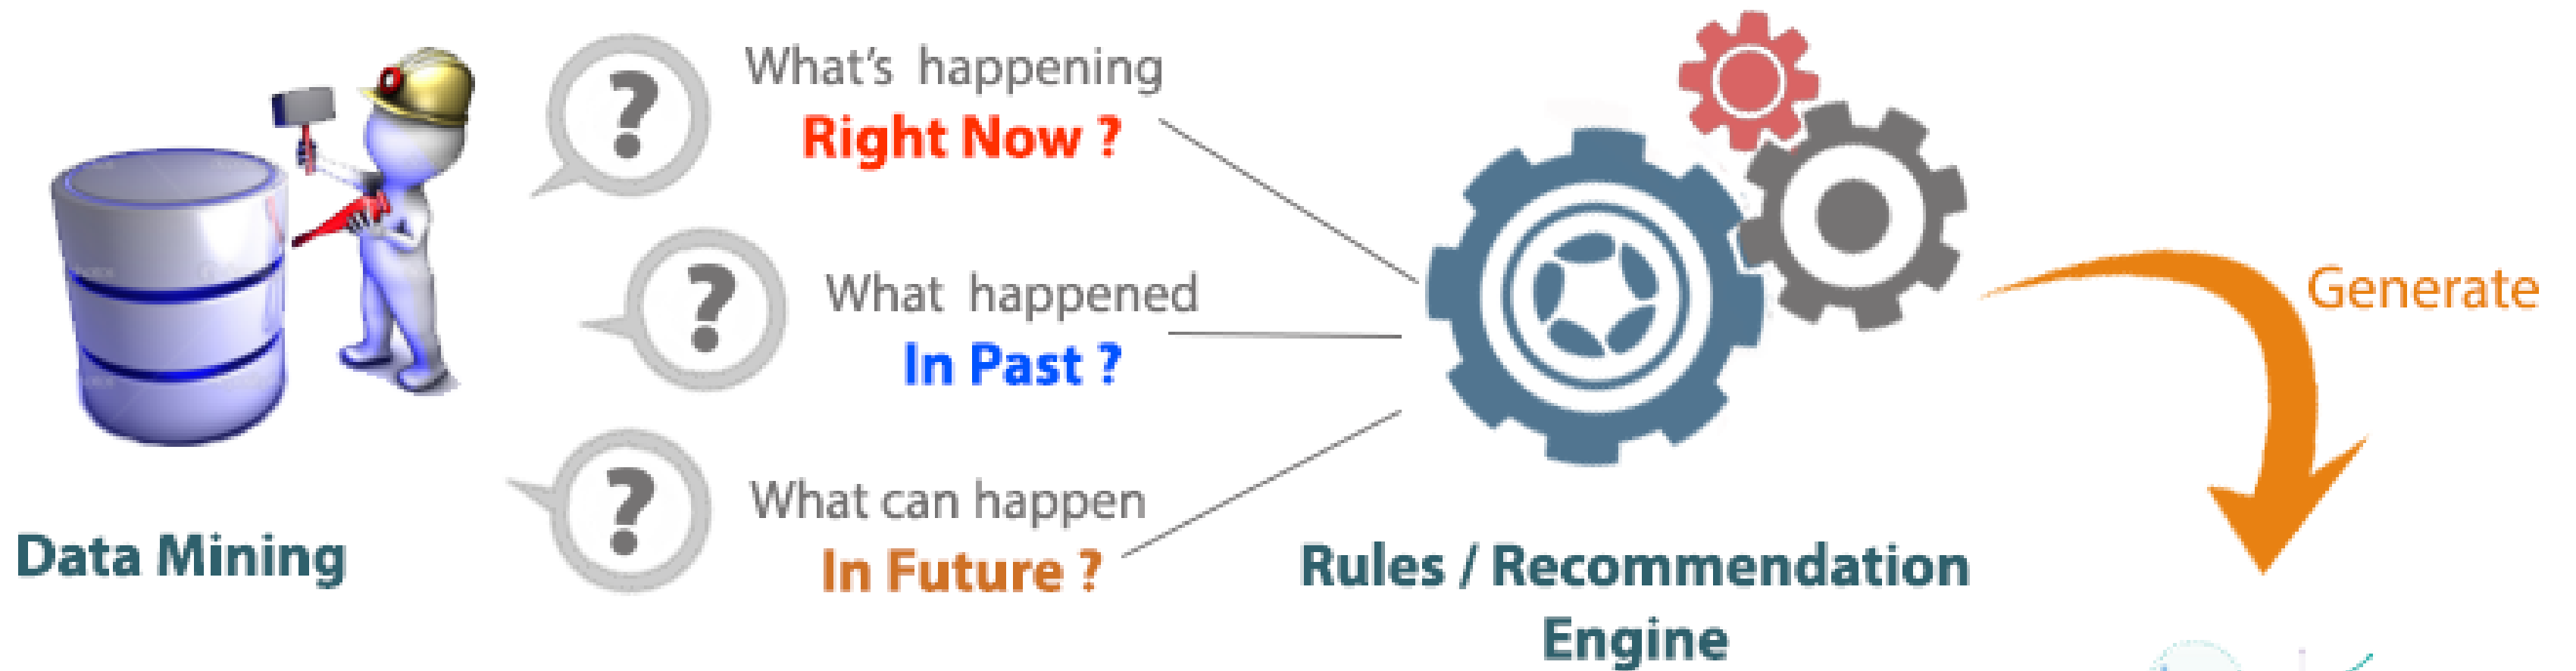 What's happening
Right Now ?
What happened
In Past ?
What can happen
In Future ?
Data Mining
Rules / Recommendation
Engine
Generate